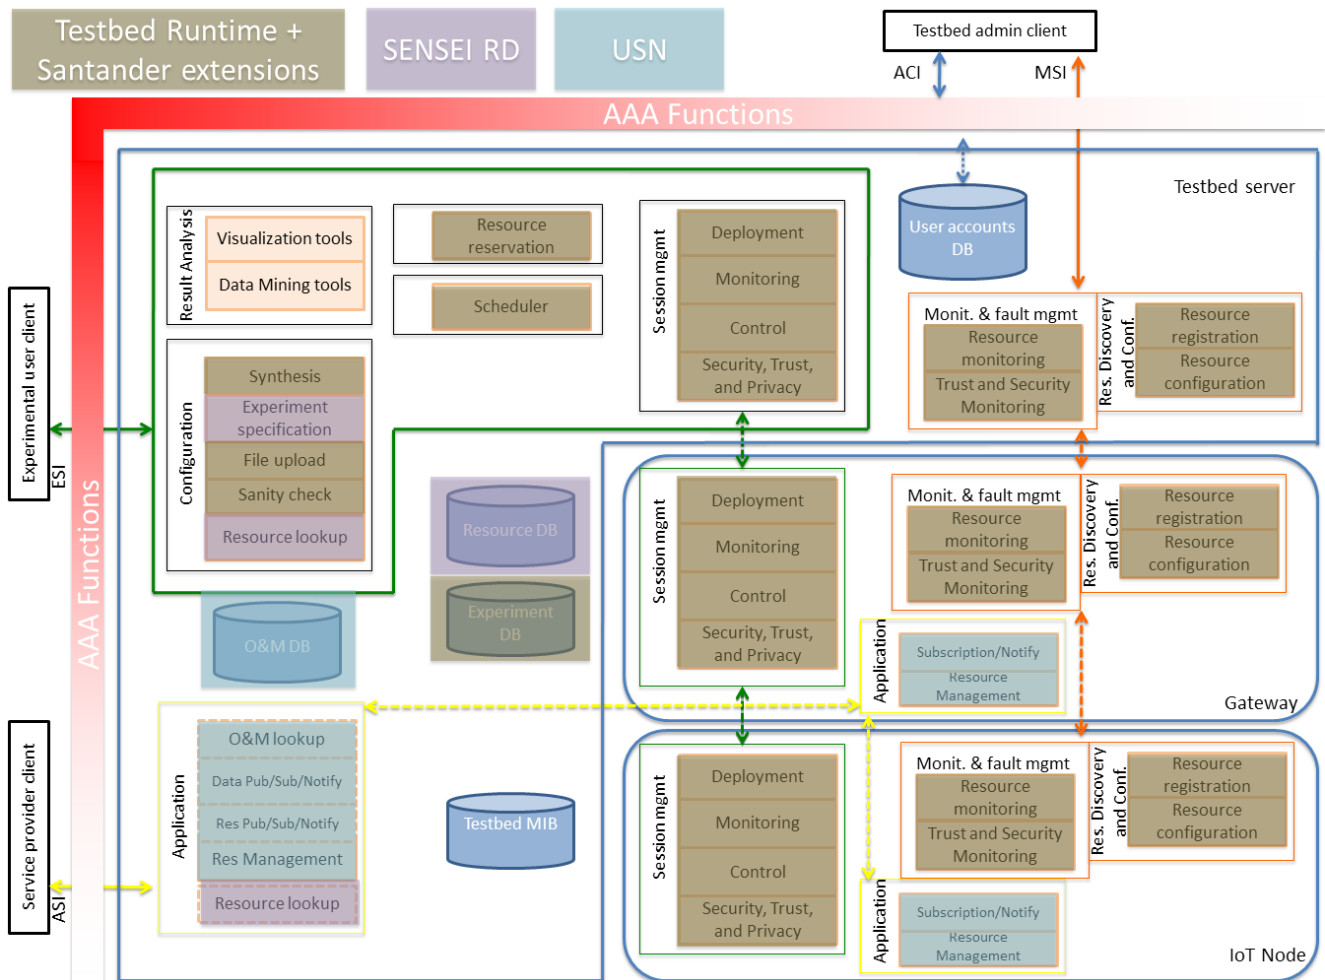 Testbed Runtime +
Santander extensions
SENSEI RD
USN
Testbed admin client
ACI
MSI
AAA Functions
Testbed server
User accounts
DB
Result Analysis
Visualization tools
Data Mining tools
Resource
reservation
Scheduler
Session mgmt
Deployment
Monitoring
Control
Security, Trust,
and Privacy
Monit. & fault mgmt
Resource
monitoring
Trust and Security
Monitoring
Res. Discovery
and Conf.
Resource
registration
Resource
configuration
Experimental user client
ESI
AAA Functions
Configuration
Synthesis
Experiment
specification
File upload
Sanity check
Resource lookup
Resource DB
Experiment
DB
O&M DB
Session mgmt
Deployment
Monitoring
Control
Security, Trust,
and Privacy
Monit. & fault mgmt
Resource
monitoring
Trust and Security
Monitoring
Res. Discovery
and Conf.
Resource
registration
Resource
configuration
Application
Subscription/Notify
Resource
Management
Gateway
Service provider client
ASI
Application
O&M lookup
Data Pub/Sub/Notify
Res Pub/Sub/Notify
Res Management
Resource lookup
Testbed MIB
Session mgmt
Deployment
Monitoring
Control
Security, Trust,
and Privacy
Monit. & fault mgmt
Resource
monitoring
Trust and Security
Monitoring
Res. Discovery
and Conf.
Resource
registration
Resource
configuration
Application
Subscription/Notify
Resource
Management
IoT Node